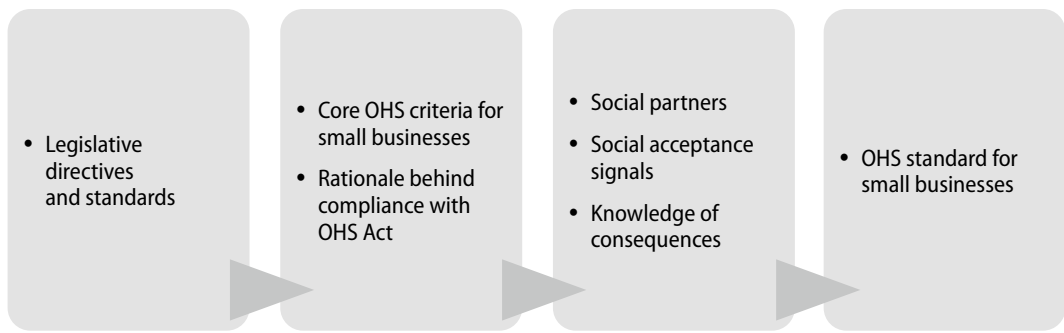 • Legislative
directives
and standards
• Core OHS criteria for
small businesses
• Rationale behind
compliance with
OHS Act
• Social partners
• Social acceptance
signals
• Knowledge of
consequences
• OHS standard for
small businesses